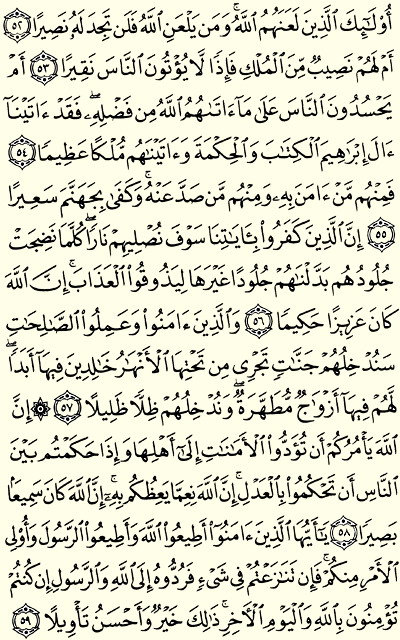 أُوْلَٰٓئِكَ ٱلَّذِينَ لَعَنَهُمُ ٱللَّهُۖ وَمَن يَلْعَنِ ٱللَّهُ فَلَن تَجِدَ لَهُۥ نَصِيرًا ٥٢
أَمْ لَهُمْ نَصِيبٌ مِّنَ ٱلْمُلْكِ فَإِذًا لَّا يُؤْتُونَ ٱلنَّاسَ نَقِيرًا ٥٣ أَمْ
يَحْسُدُونَ ٱلنَّاسَ عَلَىٰ مَآ ءَاتَىٰهُمُ ٱللَّهُ مِن فَضْلِهِۦۖ فَقَدْ ءَاتَيْنَآ
ءَالَ إِبْرَٰهِيمَ ٱلْكِتَٰبَ وَٱلْحِكْمَةَ وَءَاتَيْنَٰهُم مُّلْكًا عَظِيمًا ٥٤
فَمِنْهُم مَّنْ ءَامَنَ بِهِۦ وَمِنْهُم مَّن صَدَّ عَنْهُۚ وَكَفَىٰ بِجَهَنَّمَ سَعِيرًا
٥٥ إِنَّ ٱلَّذِينَ كَفَرُوا۟ بِـَٔايَٰتِنَا سَوْفَ نُصْلِيهِمْ نَارًا كُلَّمَا نَضِجَتْ
جُلُودُهُم بَدَّلْنَٰهُمْ جُلُودًا غَيْرَهَا لِيَذُوقُوا۟ ٱلْعَذَابَۗ إِنَّ ٱللَّهَ
كَانَ عَزِيزًا حَكِيمًا ٥٦ وَٱلَّذِينَ ءَامَنُوا۟ وَعَمِلُوا۟ ٱلصَّٰلِحَٰتِ
سَنُدْخِلُهُمْ جَنَّٰتٍ تَجْرِى مِن تَحْتِهَا ٱلْأَنْهَٰرُ خَٰلِدِينَ فِيهَآ أَبَدًاۖ
لَّهُمْ فِيهَآ أَزْوَٰجٌ مُّطَهَّرَةٌۖ وَنُدْخِلُهُمْ ظِلًّا ظَلِيلًا ٥٧ ۞ إِنَّ
ٱللَّهَ يَأْمُرُكُمْ أَن تُؤَدُّوا۟ ٱلْأَمَٰنَٰتِ إِلَىٰٓ أَهْلِهَا وَإِذَا حَكَمْتُم بَيْنَ
ٱلنَّاسِ أَن تَحْكُمُوا۟ بِٱلْعَدْلِۚ إِنَّ ٱللَّهَ نِعِمَّا يَعِظُكُم بِهِۦٓۗ إِنَّ ٱللَّهَ كَانَ سَمِيعًۢا
بَصِيرًا ٥٨ يَٰٓأَيُّهَا ٱلَّذِينَ ءَامَنُوٓا۟ أَطِيعُوا۟ ٱللَّهَ وَأَطِيعُوا۟ ٱلرَّسُولَ وَأُو۟لِى
ٱلْأَمْرِ مِنكُمْۖ فَإِن تَنَٰزَعْتُمْ فِى شَىْءٍ فَرُدُّوهُ إِلَى ٱللَّهِ وَٱلرَّسُولِ إِن كُنتُمْ
تُؤْمِنُونَ بِٱللَّهِ وَٱلْيَوْمِ ٱلْأَخِرِۚ ذَٰلِكَ خَيْرٌ وَأَحْسَنُ تَأْوِيلًا ٥٩